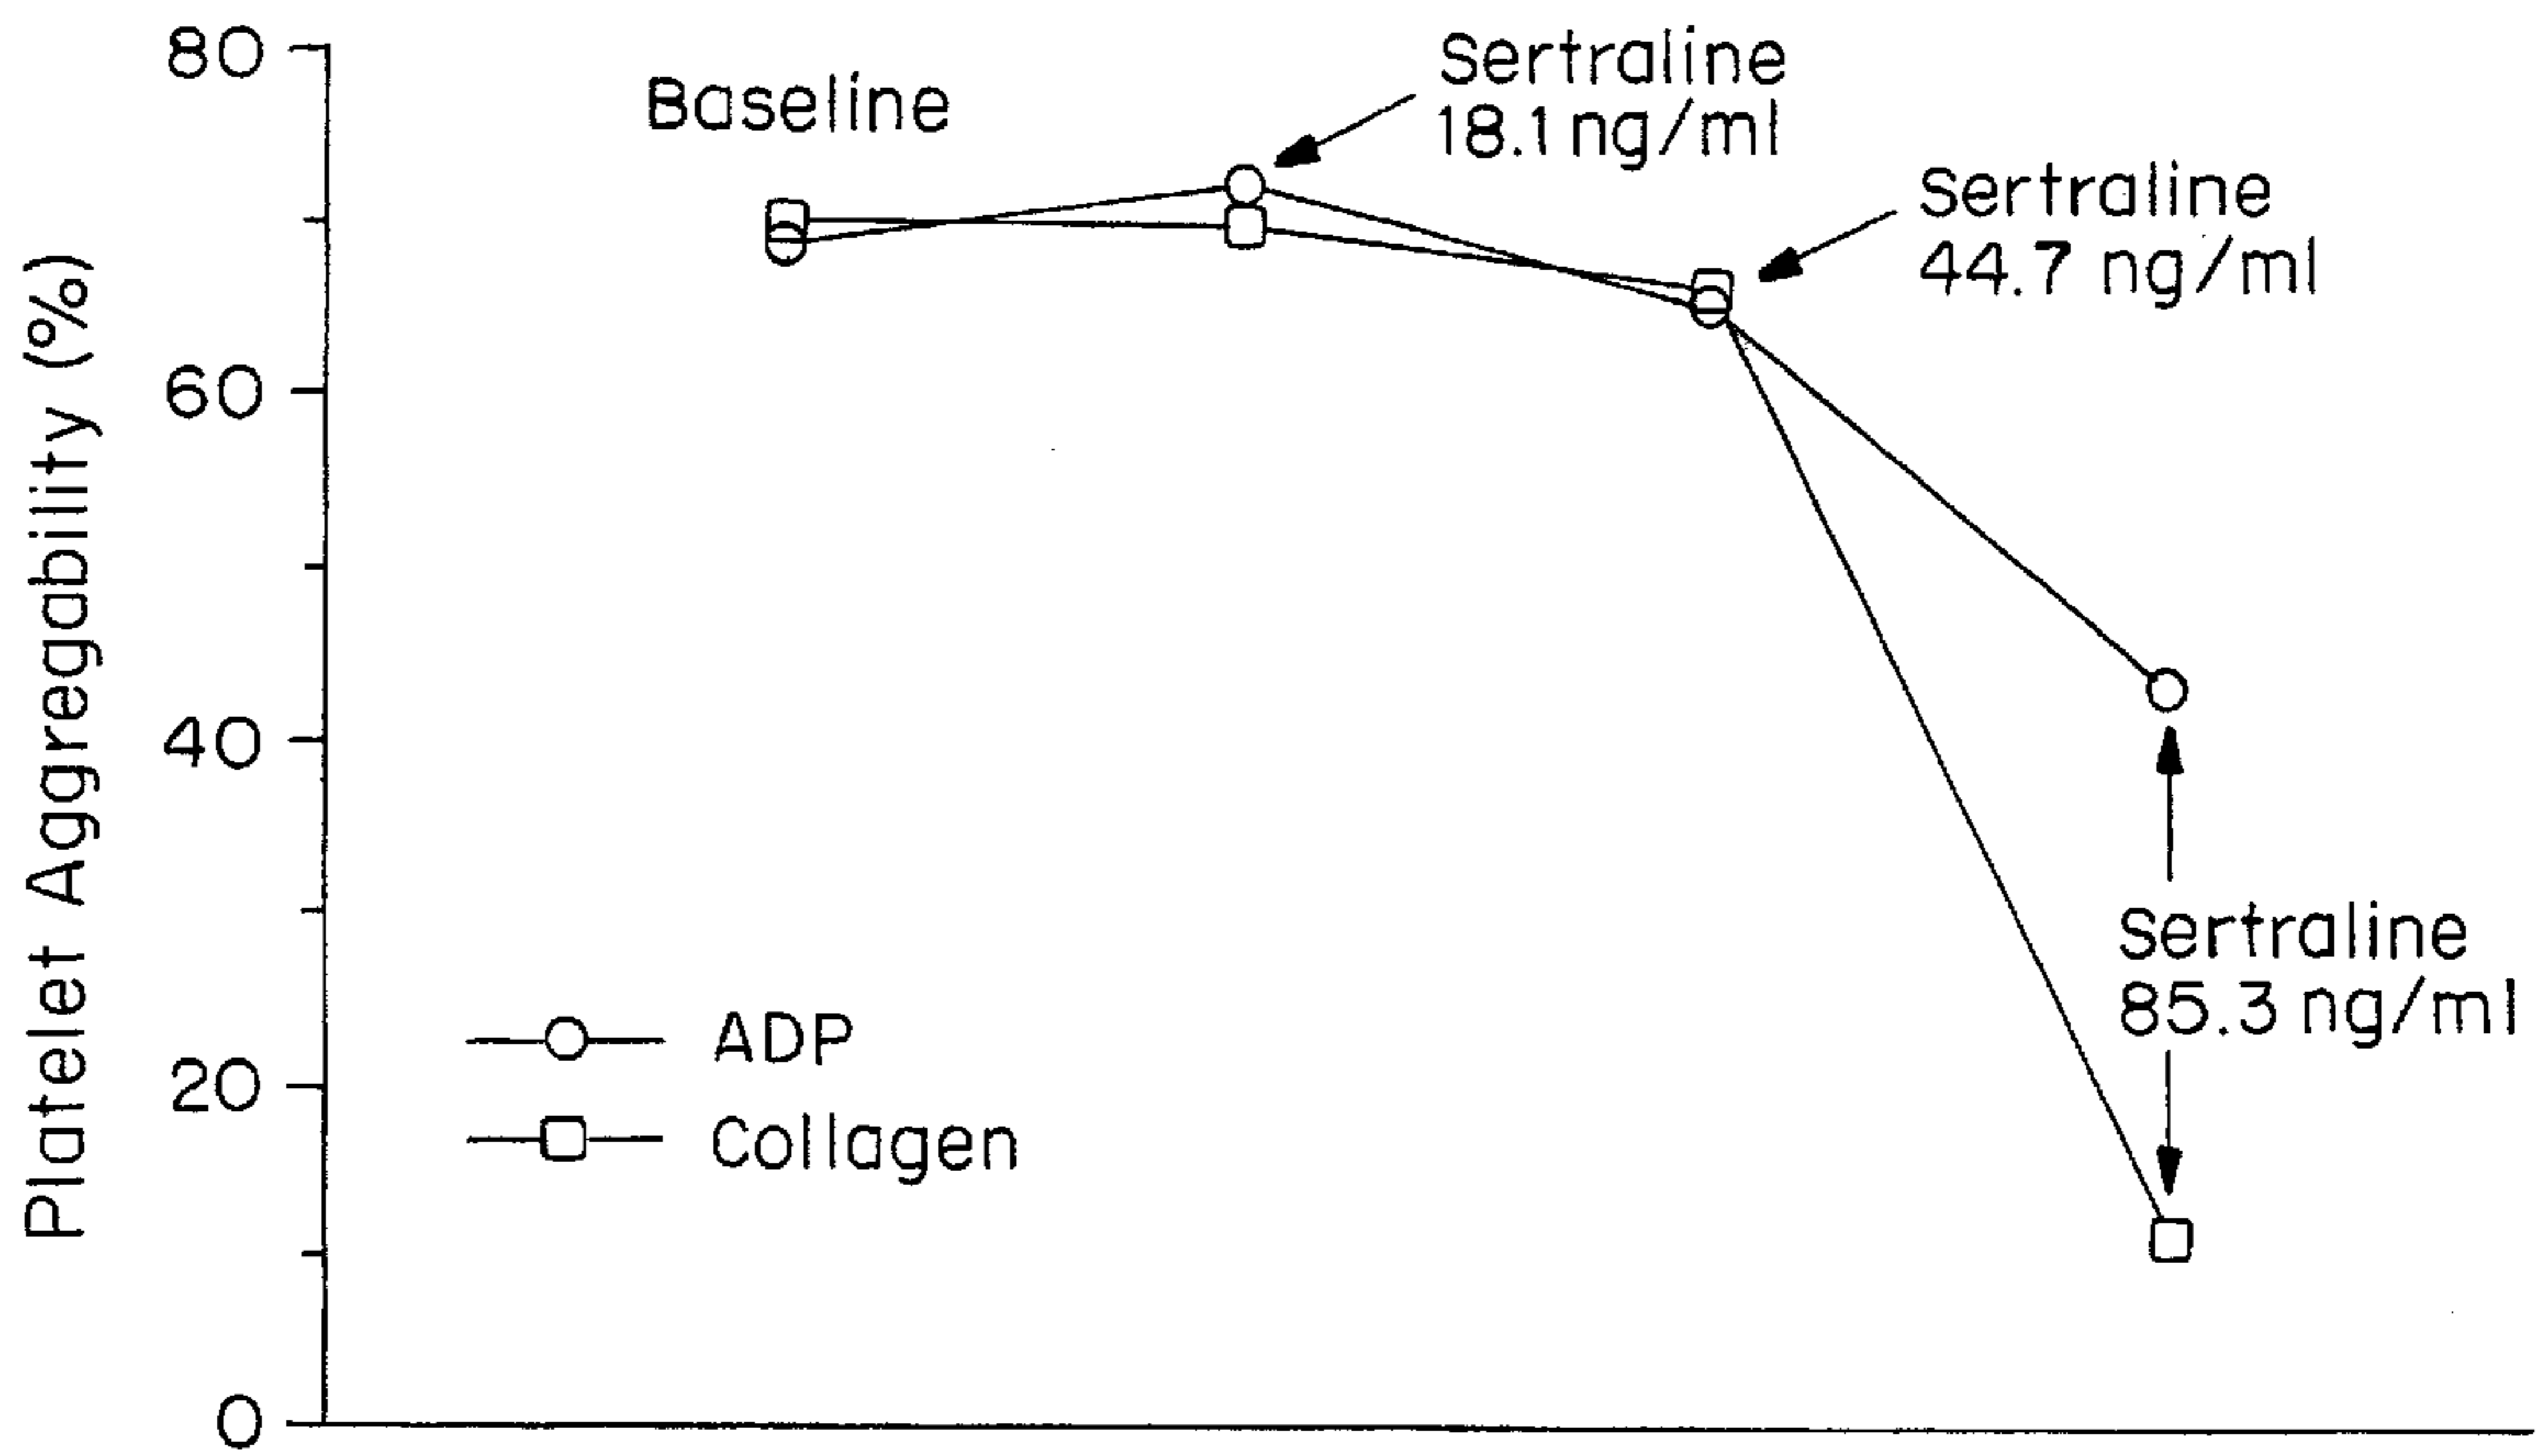 80
60
40
20
0
Platelet Aggregability (%)
Baseline
Sertraline
18.1 ng/ml
Sertraline
44.7 ng/ml
Sertraline
85.3 ng/ml
ADP
Collagen